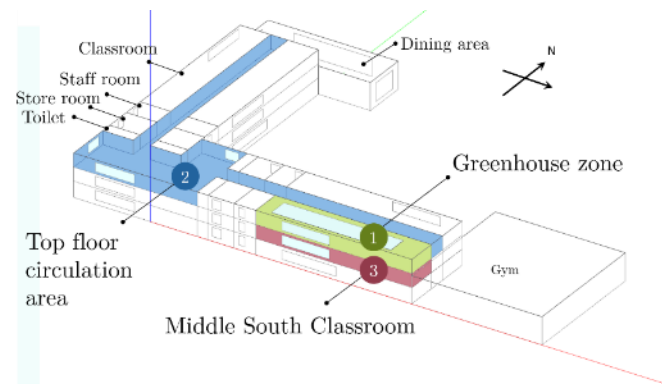 Classroom
Dining area
N
Staff room
Store room
Toilet
Greenhouse zone
2
1
Top floor
circulation
area
3
Gym
Middle South Classroom